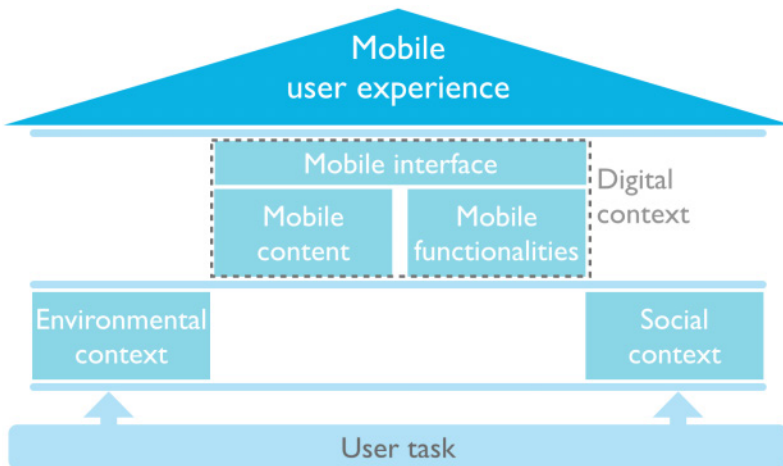 Mobile
user experience
Mobile interface
Digital
context
Mobile
content
Mobile
functionalities
Environmental
context
Social
context
User task